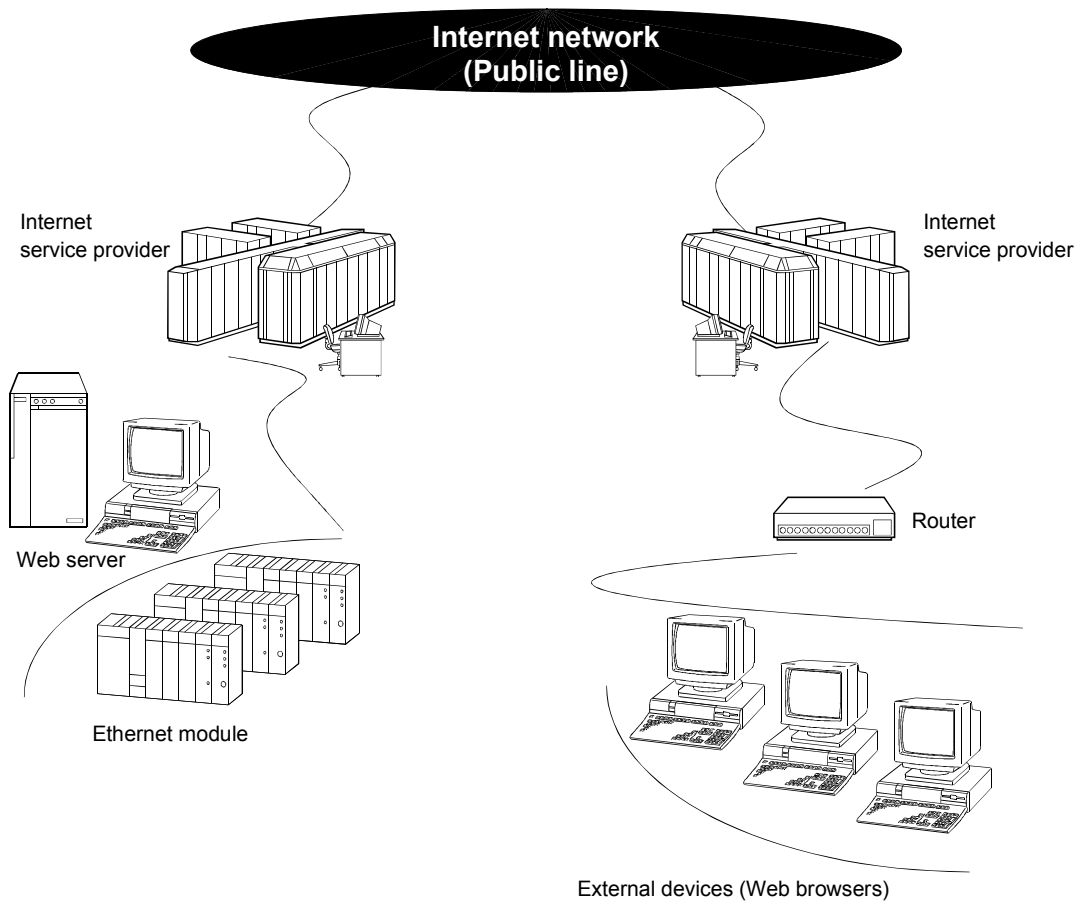 Internet network
(Public line)
Internet
service provider
Internet
service provider
Web server
Router
Ethernet module
External devices (Web browsers)